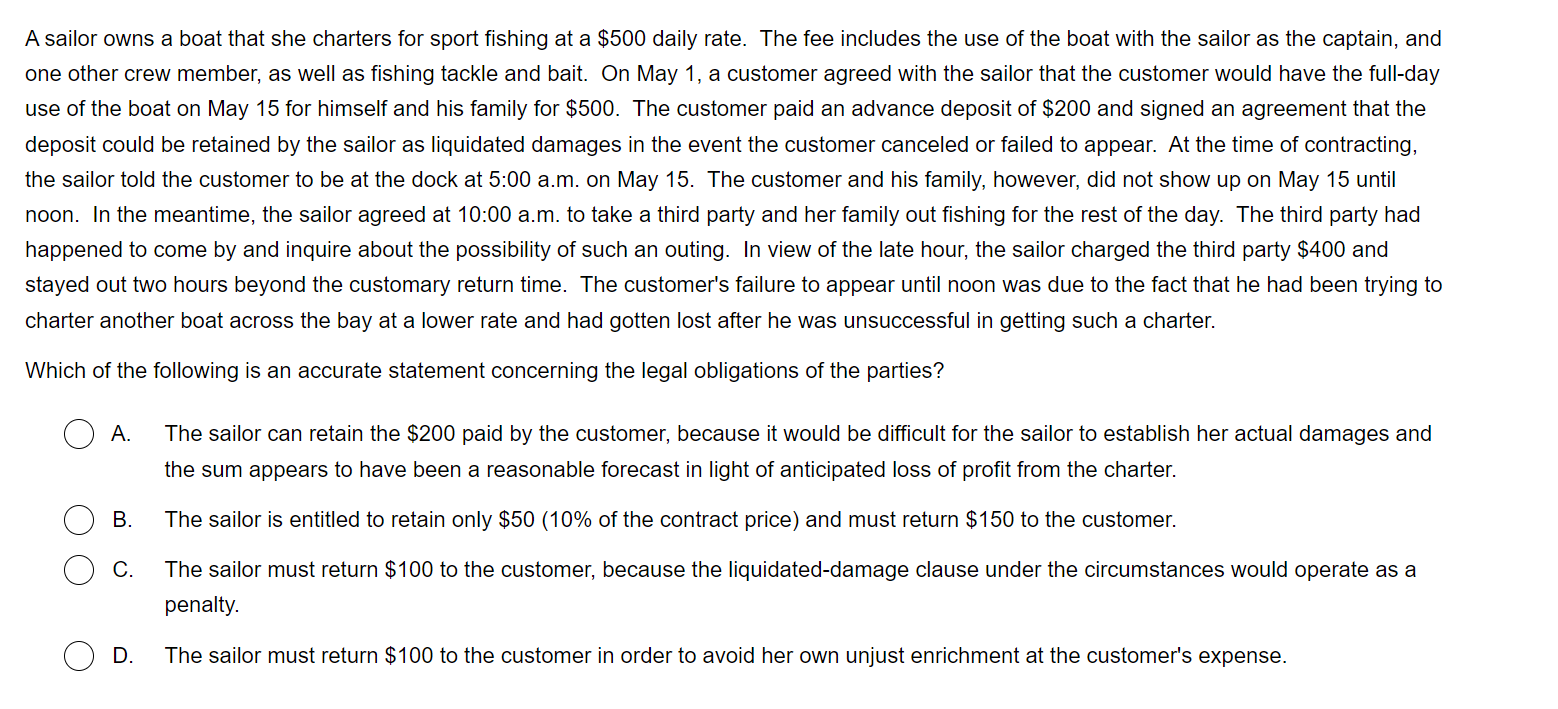 A sailor owns a boat that she charters for sport fishing at a $500 daily rate.  The fee includes the use of the boat with the sailor as the captain, and
one other crew member, as well as fishing tackle and bait.  On May 1, a customer agreed with the sailor that the customer would have the full-day
use of the boat on May 15 for himself and his family for $500.  The customer paid an advance deposit of $200 and signed an agreement that the
deposit could be retained by the sailor as liquidated damages in the event the customer canceled or failed to appear.  At the time of contracting,
the sailor told the customer to be at the dock at 5:00 a.m. on May 15.  The customer and his family, however, did not show up on May 15 until
noon.  In the meantime, the sailor agreed at 10:00 a.m. to take a third party and her family out fishing for the rest of the day.  The third party had
happened to come by and inquire about the possibility of such an outing.  In view of the late hour, the sailor charged the third party $400 and
stayed out two hours beyond the customary return time.  The customer's failure to appear until noon was due to the fact that he had been trying to
charter another boat across the bay at a lower rate and had gotten lost after he was unsuccessful in getting such a charter.
Which of the following is an accurate statement concerning the legal obligations of the parties?
A. The sailor can retain the $200 paid by the customer, because it would be difficult for the sailor to establish her actual damages and
the sum appears to have been a reasonable forecast in light of anticipated loss of profit from the charter.
B. The sailor is entitled to retain only $50 (10% of the contract price) and must return $150 to the customer.
C. The sailor must return $100 to the customer, because the liquidated-damage clause under the circumstances would operate as a
penalty.
D. The sailor must return $100 to the customer in order to avoid her own unjust enrichment at the customer's expense.